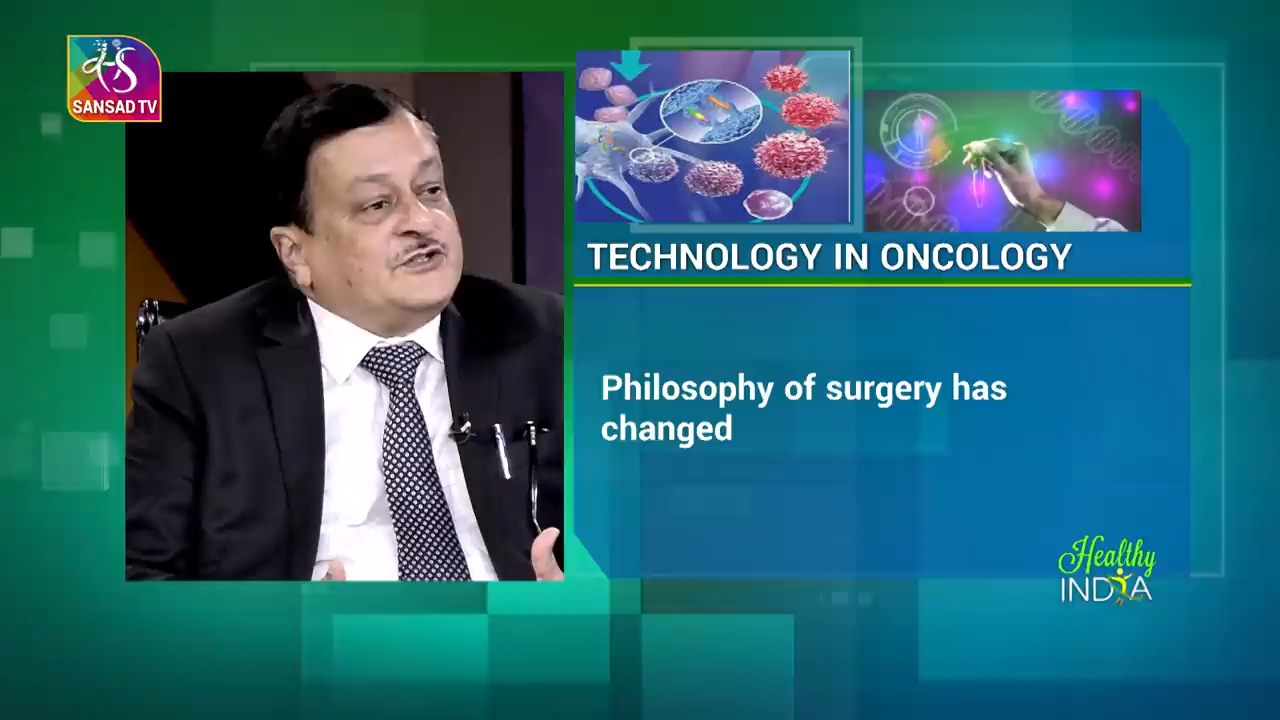 SANSAD TV
TECHNOLOGY IN ONCOLOGY
Philosophy of surgery has
changed
Healthy
INDIA